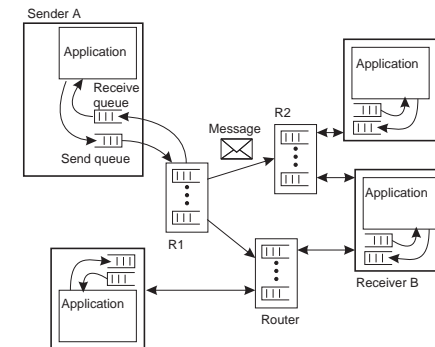 Sender A
Application
Receive
queue
Send queue
R1
Message
R2
Application
Application
Receiver B
Application
Router